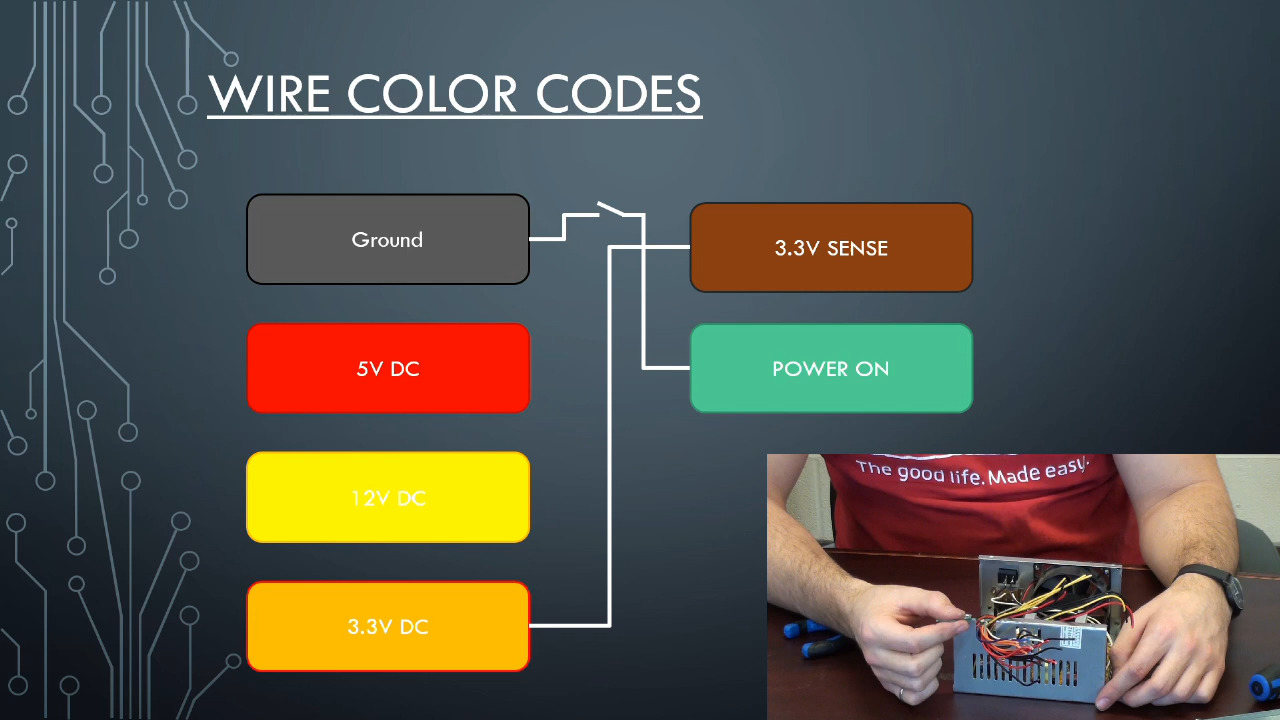 WIRE COLOR CODES
Ground
3.3V SENSE
5V DC
POWER ON
12V DC
3.3V DC
The good life. Made easy.